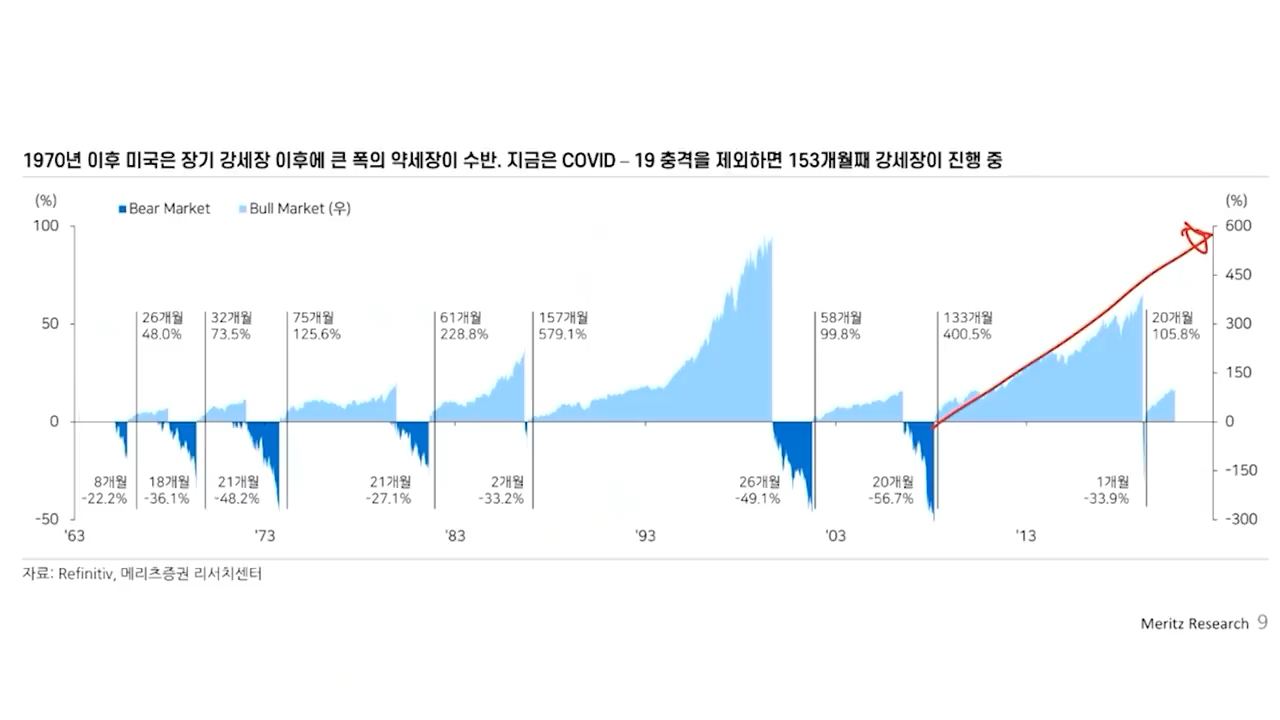 1970년 이후 미국은 장기 강세장 이후에 큰 폭의 약세장이 수반. 지금은 COVID – 19 충격을 제외하면 153개월째 강세장이 진행 중
(%)
Bear Market
Bull Market (우)
(%)
100
50
0
-50
600
450
300
150
0
-150
-300
26개월
48.0%
32개월
73.5%
75개월
125.6%
61개월
228.8%
157개월
579.1%
58개월
99.8%
133개월
400.5%
20개월
105.8%
8개월
-22.2%
18개월
-36.1%
21개월
-48.2%
21개월
-27.1%
2개월
-33.2%
26개월
-49.1%
20개월
-56.7%
1개월
-33.9%
'63
'73
'83
'93
'03
'13
자료: Refinitiv, 메리츠증권 리서치센터
Meritz Research 9